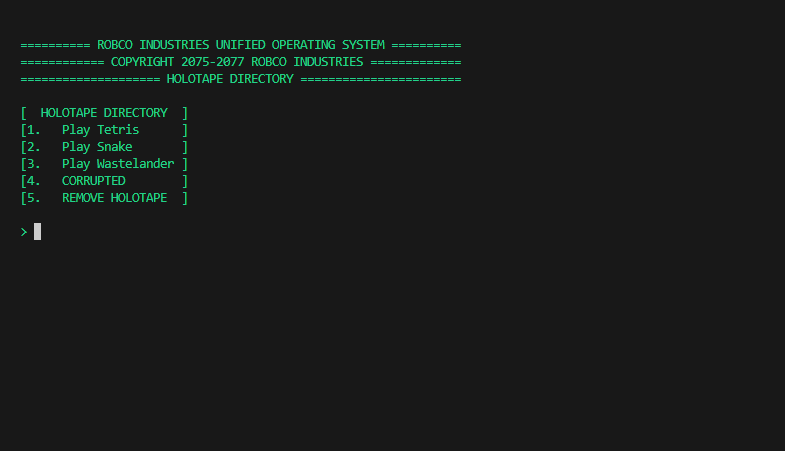 ========== ROBCO INDUSTRIES UNIFIED OPERATING SYSTEM ==========
============ COPYRIGHT 2075-2077 ROBCO INDUSTRIES =============
==================== HOLOTAPE DIRECTORY =======================
[  HOLOTAPE DIRECTORY  ]
[1.   Play Tetris      ]
[2.   Play Snake       ]
[3.   Play Wastelander ]
[4.   CORRUPTED        ]
[5.   REMOVE HOLOTAPE  ]
>